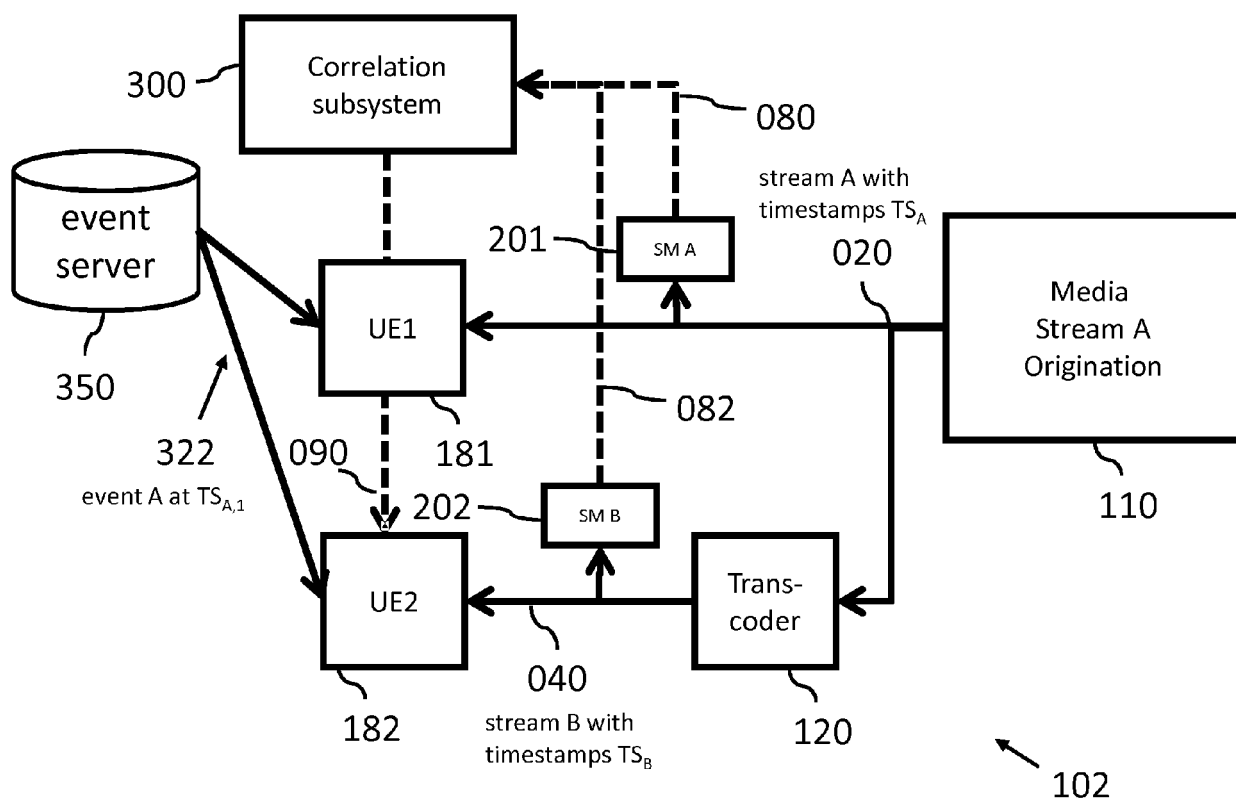 300
Correlation
subsystem
080
event
server
350
stream A with
timestamps TS_A
020
201
SM A
Media
Stream A
Origination
110
UE1
181
082
322
event A at TS_A,1
090
202
SM B
UE2
182
040
stream B with
timestamps TS_B
Trans-
coder
120
102